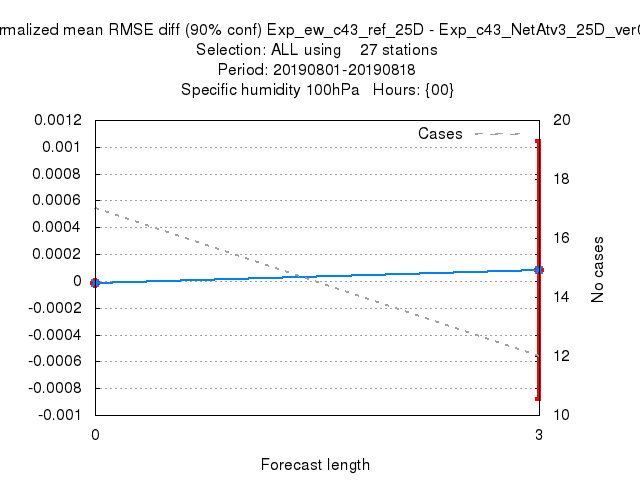 rmalized mean RMSE diff (90% conf) Exp_ew_c43_ref_25D - Exp_c43_NetAtv3_25D_ver
Selection: ALL using 27 stations
Period: 20190801-20190818
Specific humidity 100hPa Hours: {00}
0.0012
0.001
0.0008
0.0006
0.0004
0.0002
0
-0.0002
-0.0004
-0.0006
-0.0008
-0.001
Cases
20
18
16
14
12
10
No cases
0
3
Forecast length